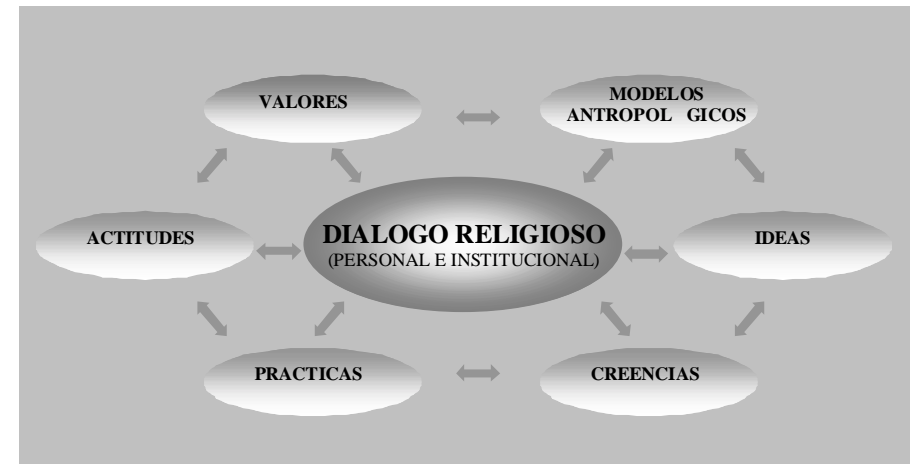 VALORES
MODELOS
ANTROPOL GICOS
ACTITUDES
DIALOGO RELIGIOSO
(PERSONAL E INSTITUCIONAL)
IDEAS
PRACTICAS
CREENCIAS